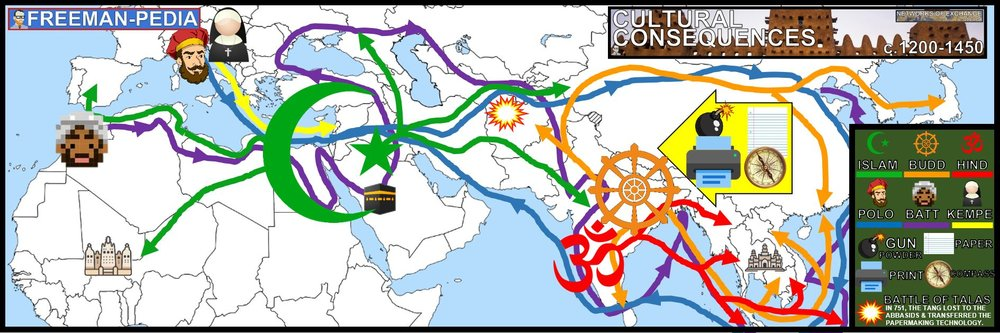 FREEMAN-PEDIA
CULTURAL
CONSEQUENCES
NETWORKS OF EXCHANGE
c.1200-1450
ISLAM
BUDD
HIND
POLO
BATT
KEMPE
GUN
POWDER
PAPER
PRINT
COMPASS
BATTLE OF TALAS
IN 751, THE TANG LOST TO THE
ABBASIDS & TRANSFERRED THE
PAPERMAKING TECHNOLOGY.